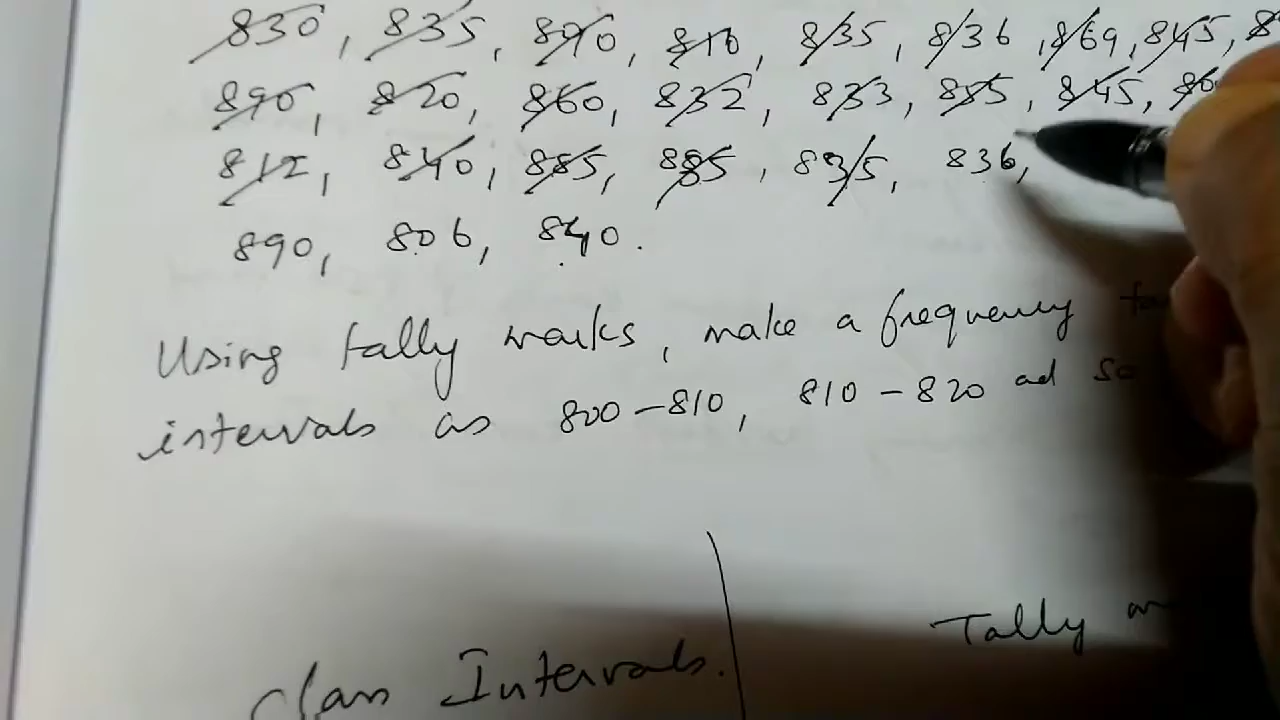 830, 835, 890, 810, 835, 836, 869, 845,
890, 820, 860, 832, 833, 855, 845,
812, 840, 885, 835, 836,
890, 806, 840.
Using tally marks, make a frequency
intervals as 800-810, 810-820 ad so
Tally
Class Intervals.